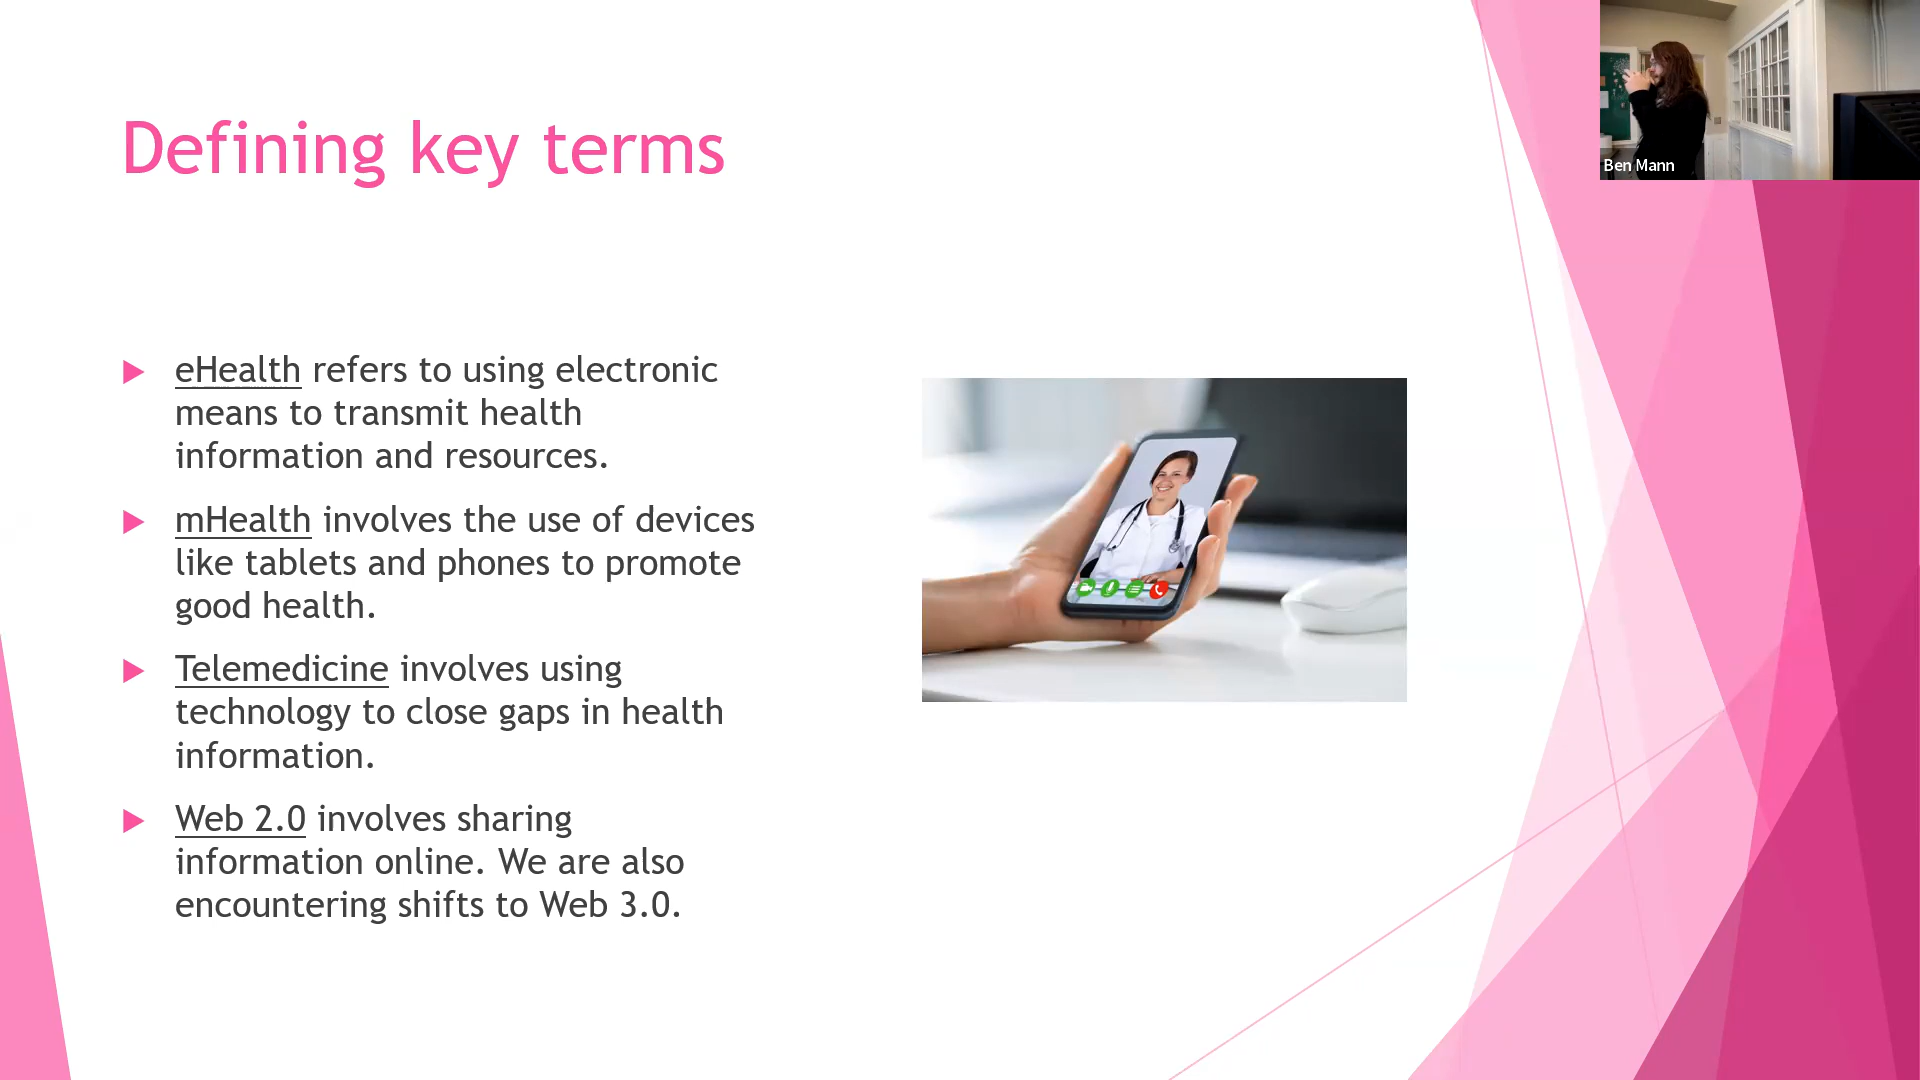 Defining key terms
eHealth refers to using electronic
means to transmit health
information and resources.
mHealth involves the use of devices
like tablets and phones to promote
good health.
Telemedicine involves using
technology to close gaps in health
information.
Web 2.0 involves sharing
information online. We are also
encountering shifts to Web 3.0.
Ben Mann